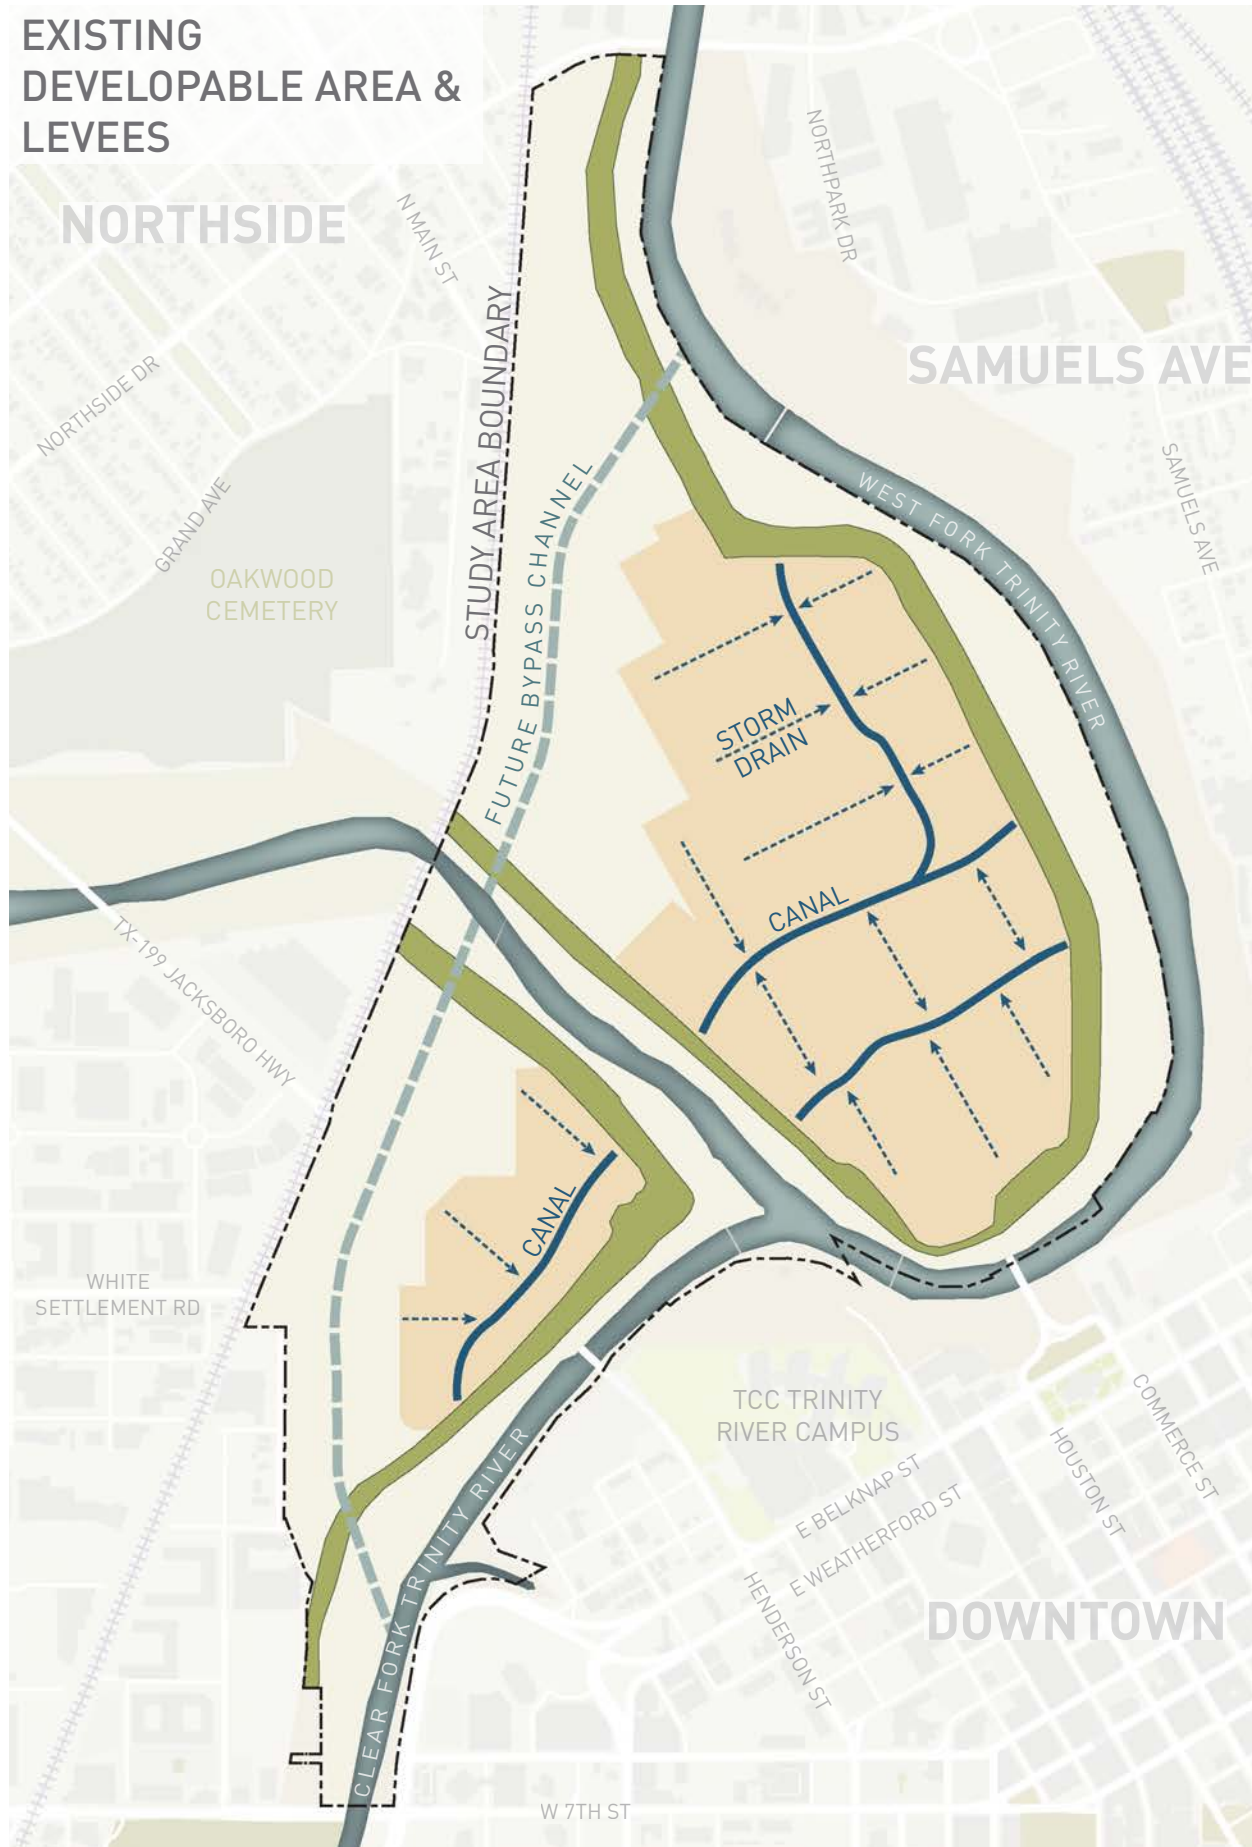 EXISTING
DEVELOPABLE AREA &
LEVEES
NORTHSIDE
N MAIN ST
NORTHPARK DR
STUDY AREA BOUNDARY
SAMUELS AVE
NORTHSIDE DR
GRAND AVE
SAMUELS AVE
WEST FORK TRINITY RIVER
FUTURE BYPASS CHANNEL
OAKWOOD
CEMETERY
STORM
DRAIN
CANAL
TX-199 JACKSBORO HWY
CANAL
WHITE
SETTLEMENT RD
TCC TRINITY
RIVER CAMPUS
COMMERCE ST
HOUSTON ST
E BELKNAP ST
E WEATHERFORD ST
HENDERSON ST
CLEAR FORK TRINITY RIVER
DOWNTOWN
W 7TH ST